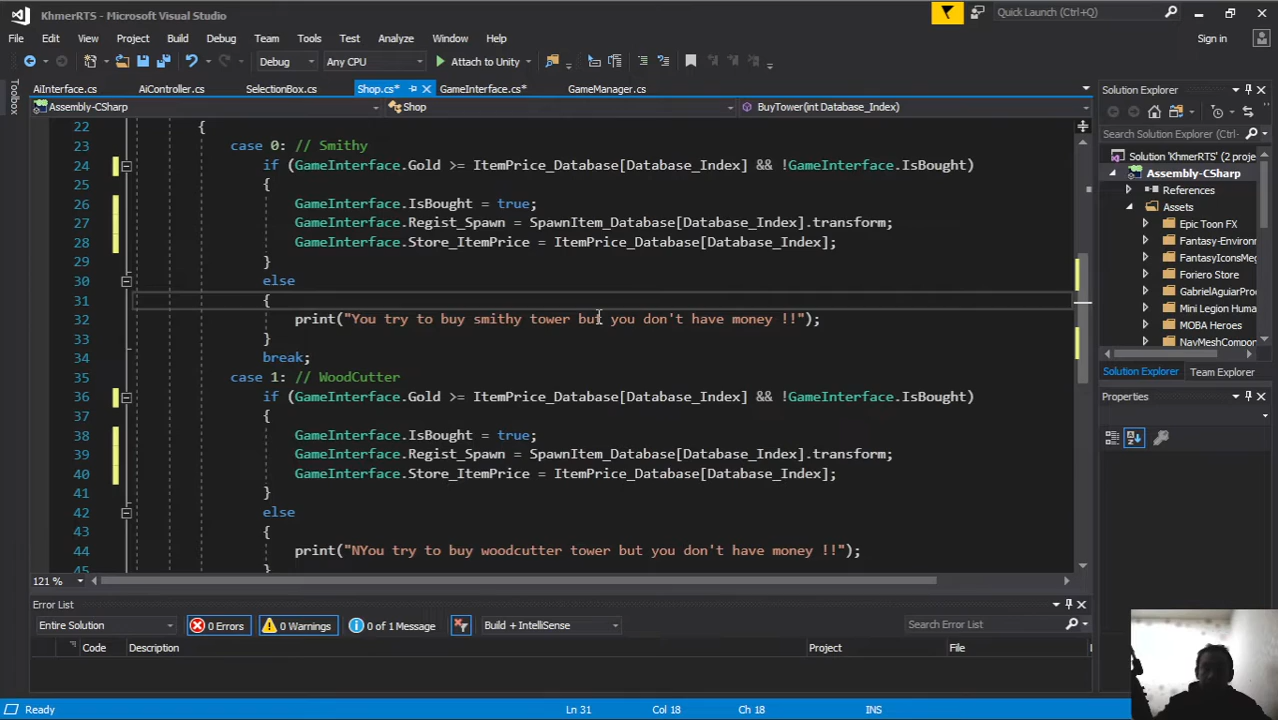 KhmerRTS - Microsoft Visual Studio
Quick Launch (Ctrl+Q)
File Edit View Project Build Debug Team Tools Test Analyze Window Help
Sign in
Debug Any CPU Attach to Unity
Toolbox
AiInterface.cs AiController.cs SelectionBox.cs Shop.cs* GameInterface.cs* GameManager.cs
Assembly-CSharp Shop BuyTower(int Database_Index)
22 {
23 case 0: // Smithy
24 if (GameInterface.Gold >= ItemPrice_Database[Database_Index] && !GameInterface.IsBought)
25 {
26 GameInterface.IsBought = true;
27 GameInterface.Regist_Spawn = SpawnItem_Database[Database_Index].transform;
28 GameInterface.Store_ItemPrice = ItemPrice_Database[Database_Index];
29 }
30 else
31 {
32 print("You try to buy smithy tower but you don't have money !!");
33 }
34 break;
35 case 1: // WoodCutter
36 if (GameInterface.Gold >= ItemPrice_Database[Database_Index] && !GameInterface.IsBought)
37 {
38 GameInterface.IsBought = true;
39 GameInterface.Regist_Spawn = SpawnItem_Database[Database_Index].transform;
40 GameInterface.Store_ItemPrice = ItemPrice_Database[Database_Index];
41 }
42 else
43 {
44 print("NYou try to buy woodcutter tower but you don't have money !!");
45 }
121 %
Solution Explorer
Search Solution Explorer (Ctrl+
Solution 'KhmerRTS' (2 proje
Assembly-CSharp
References
Assets
Epic Toon FX
Fantasy-Environ
FantasyIconsMeg
Foriero Store
GabrielAguiarProd
Mini Legion Human
MOBA Heroes
NavMeshCompon
Solution Explorer Team Explorer
Properties
Error List
Entire Solution 0 Errors 0 Warnings 0 of 1 Message Build + IntelliSense Search Error List
Code Description Project File
Ready Ln 31 Col 18 Ch 18 INS